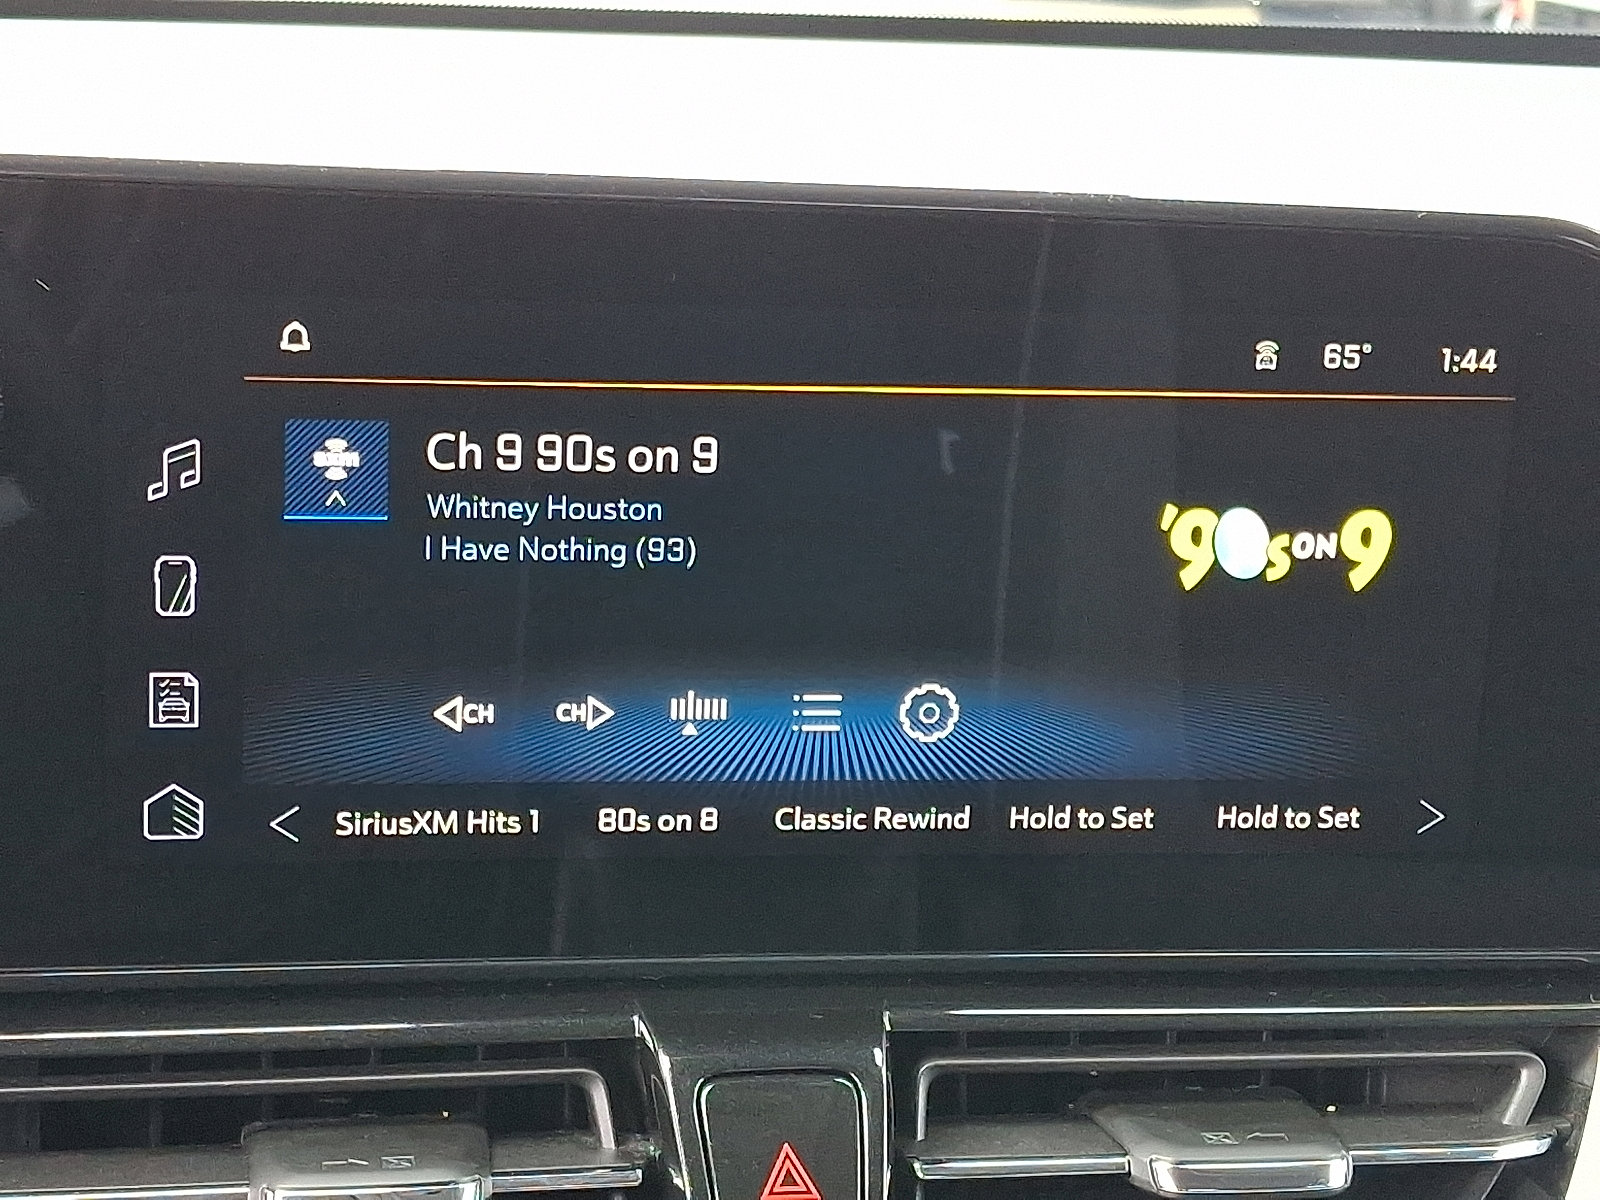 65° 1:44
Ch 9 90s on 9
Whitney Houston
I Have Nothing (93)
'90s ON 9
CH CH
SiriusXM Hits 1 80s on 8 Classic Rewind Hold to Set Hold to Set